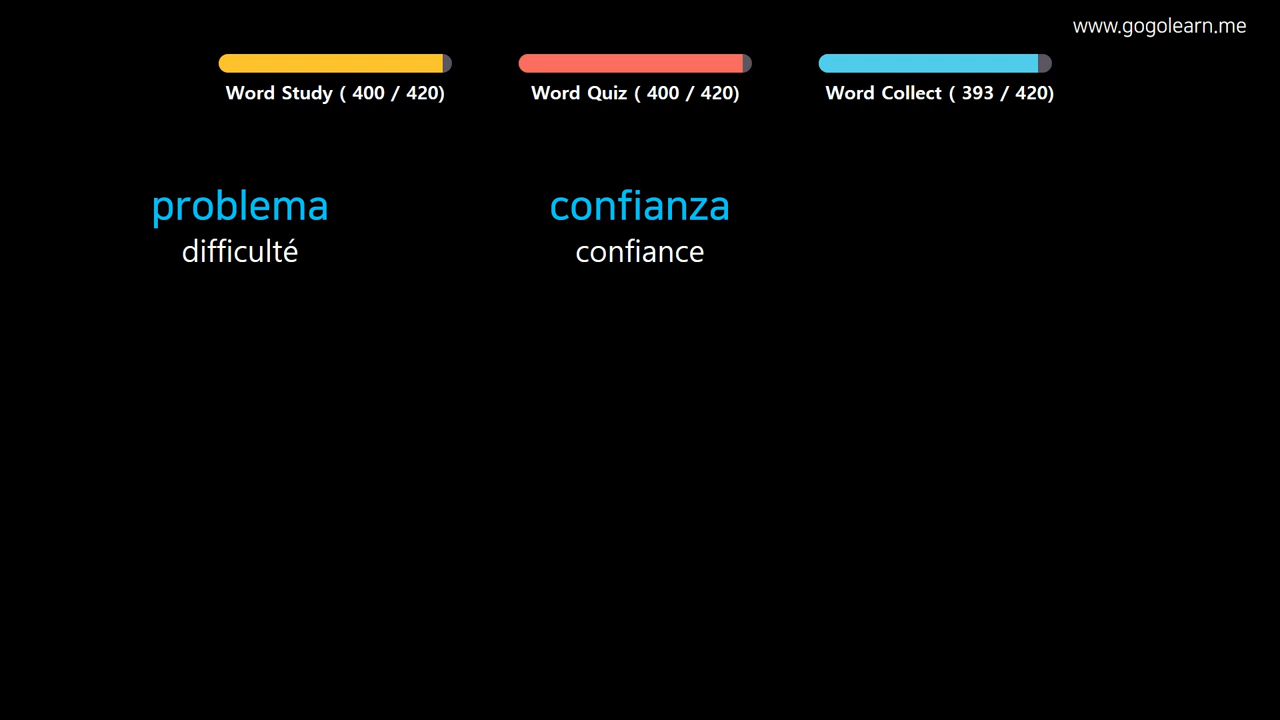 www.gogolearn.me
Word Study ( 400 / 420)
Word Quiz ( 400 / 420)
Word Collect ( 393 / 420)
problema
difficulté
confianza
confiance